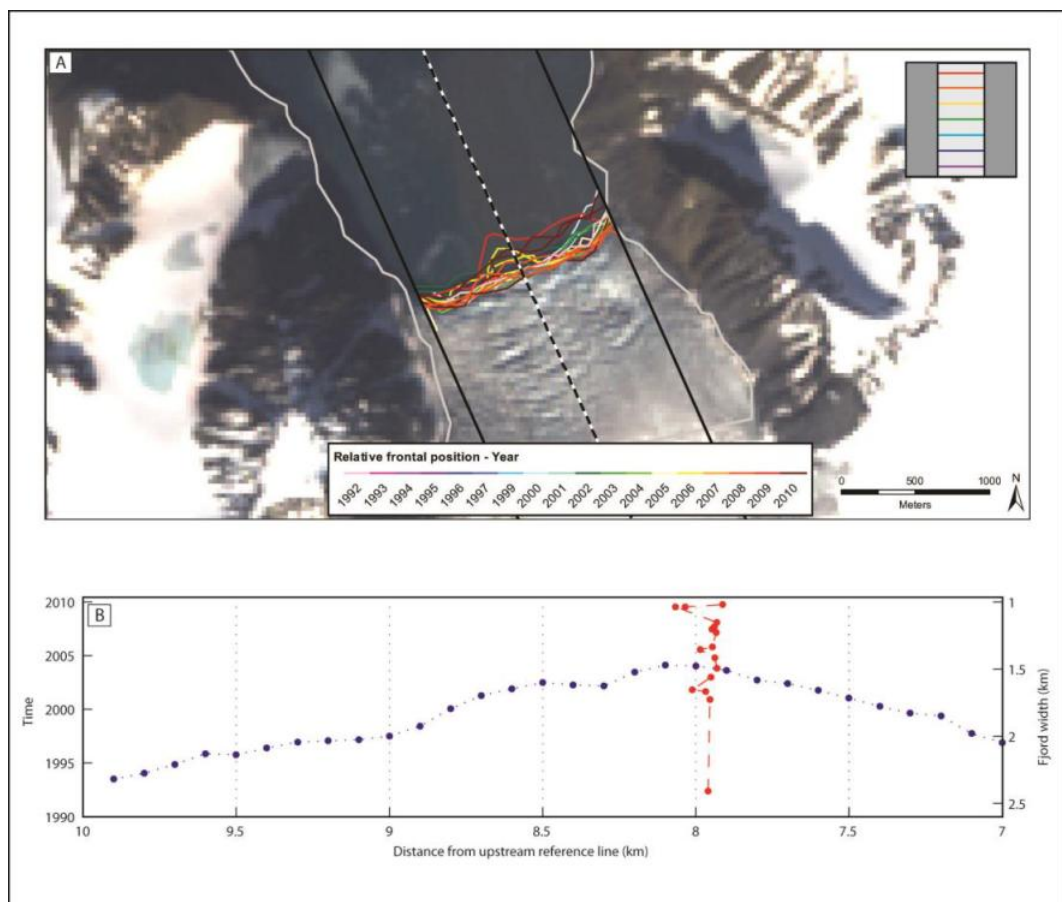 A
Relative frontal position - Year
1992 1993 1994 1995 1996 1997 1999 2000 2001 2002 2003 2004 2005 2006 2007 2008 2009 2010
0 500 1000
Meters
N
B
2010
2005
2000
1995
1990
Time
10 9.5 9 8.5 8 7.5 7
Distance from upstream reference line (km)
1
1.5
2
2.5
Fjord width (km)